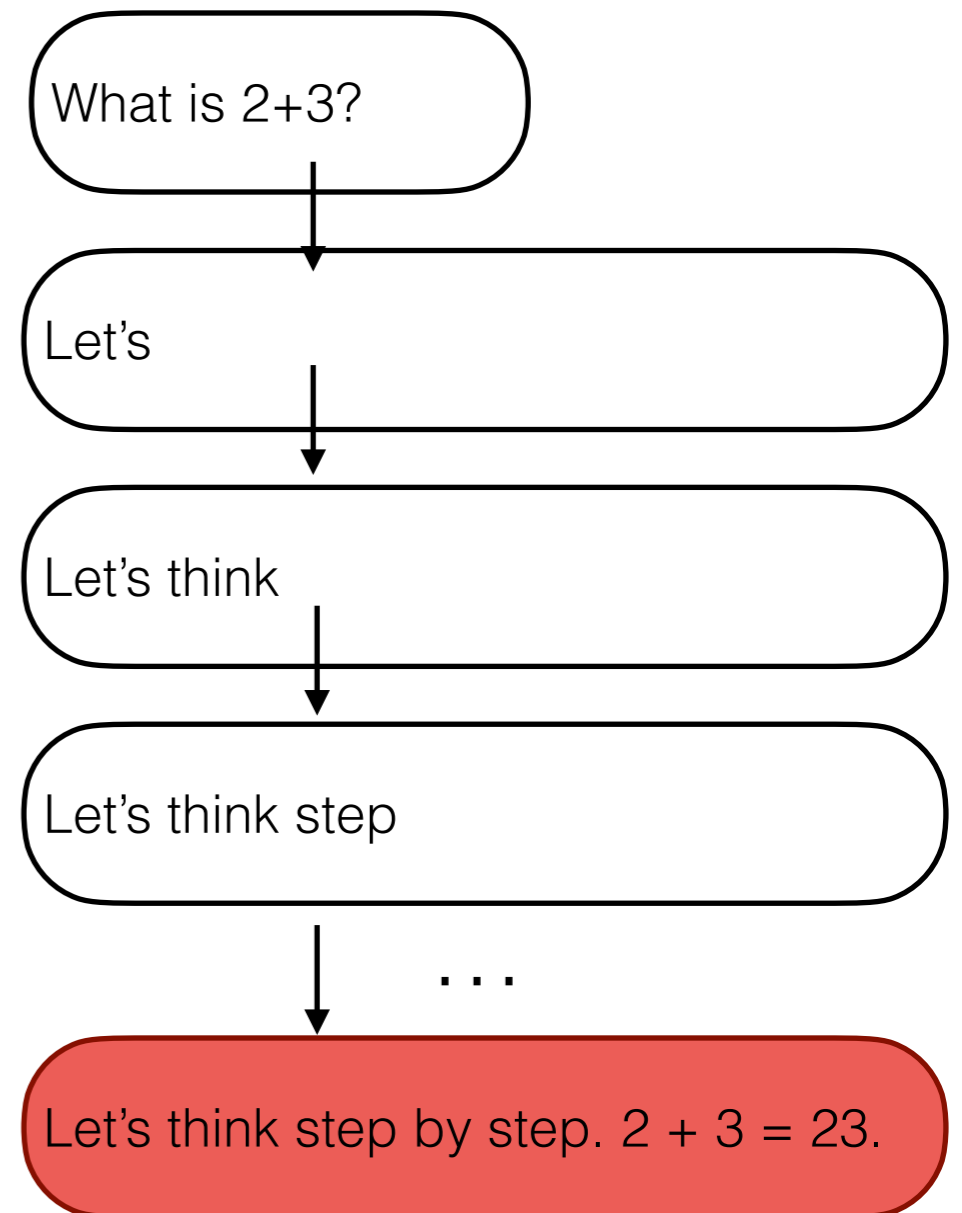 What is 2+3?
Let’s
Let’s think
Let’s think step
. . .
Let’s think step by step. 2 + 3 = 23.